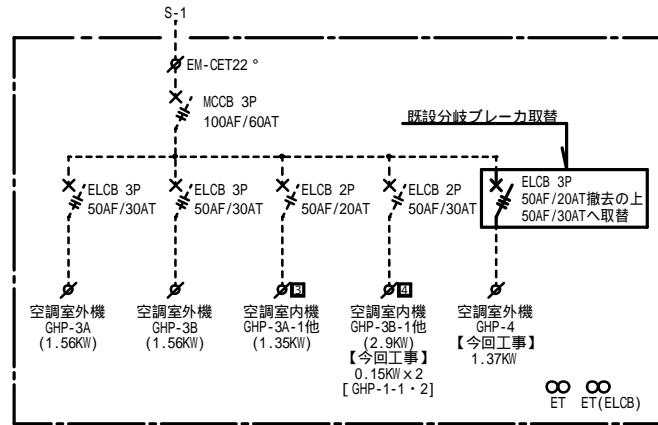 S-1
EM-CET22°
MCCB 3P
100AF/60AT
既設分岐ブレーカ取替
ELCB 3P
50AF/30AT
ELCB 3P
50AF/30AT
ELCB 2P
50AF/20AT
ELCB 2P
50AF/30AT
ELCB 3P
50AF/20AT撤去の上
50AF/30ATへ取替
空調室外機
GHP-3A
(1.56KW)
空調室外機
GHP-3B
(1.56KW)
3
空調室内機
GHP-3A-1他
(1.35KW)
4
空調室内機
GHP-3B-1他
(2.9KW)
【今回工事】
0.15KW×2
[GHP-1-1・2]
空調室外機
GHP-4
【今回工事】
1.37KW
ET
ET(ELCB)